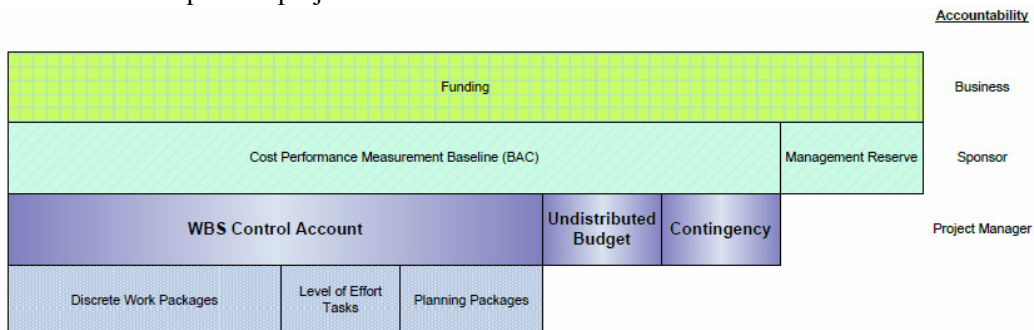 Accountability
Funding
Business
Cost Performance Measurement Baseline (BAC)
Management Reserve
Sponsor
WBS Control Account
Undistributed
Budget
Contingency
Project Manager
Discrete Work Packages
Level of Effort
Tasks
Planning Packages